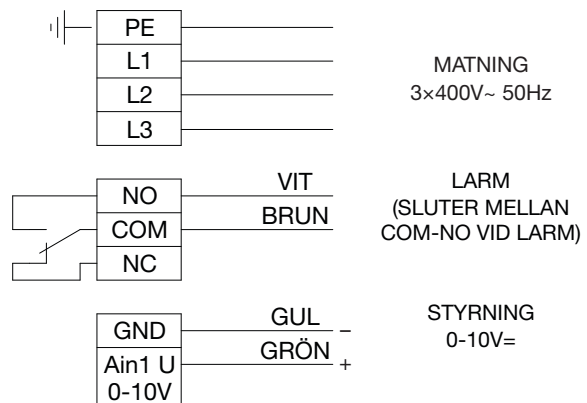 PE
L1
L2
L3
MATNING
3×400V~ 50Hz
NO
COM
NC
VIT
BRUN
LARM
(SLUTER MELLAN
COM-NO VID LARM)
GND
Ain1 U
0-10V
GUL –
GRÖN +
STYRNING
0-10V=